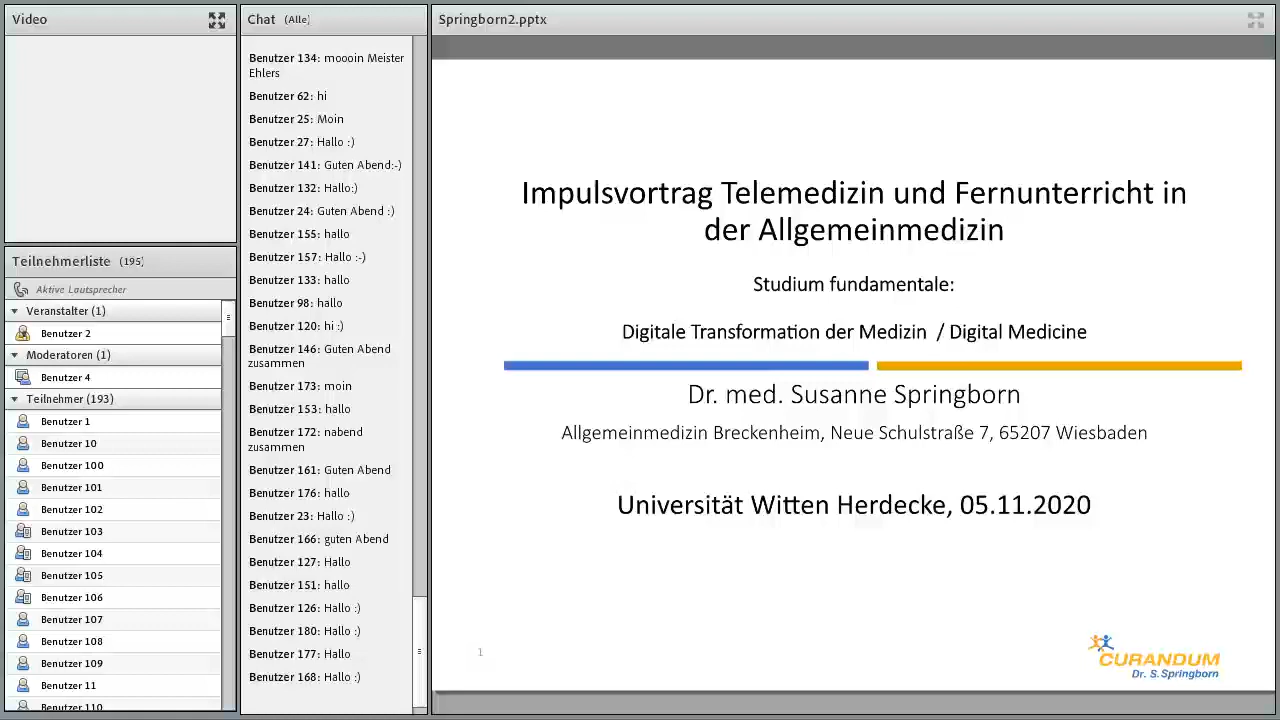 Video
Teilnehmerliste (195)
Aktive Lautsprecher
Veranstalter (1)
Benutzer 2
Moderatoren (1)
Benutzer 4
Teilnehmer (193)
Benutzer 1
Benutzer 10
Benutzer 100
Benutzer 101
Benutzer 102
Benutzer 103
Benutzer 104
Benutzer 105
Benutzer 106
Benutzer 107
Benutzer 108
Benutzer 109
Benutzer 11
Benutzer 110
Chat (Alle)
Benutzer 134: moooin Meister
Ehlers
Benutzer 62: hi
Benutzer 25: Moin
Benutzer 27: Hallo :)
Benutzer 141: Guten Abend:-)
Benutzer 132: Hallo:)
Benutzer 24: Guten Abend :)
Benutzer 155: hallo
Benutzer 157: Hallo :-)
Benutzer 133: hallo
Benutzer 98: hallo
Benutzer 120: hi :)
Benutzer 146: Guten Abend
zusammen
Benutzer 173: moin
Benutzer 153: hallo
Benutzer 172: nabend
zusammen
Benutzer 161: Guten Abend
Benutzer 176: hallo
Benutzer 23: Hallo :)
Benutzer 166: guten Abend
Benutzer 127: Hallo
Benutzer 151: hallo
Benutzer 126: Hallo :)
Benutzer 180: Hallo :)
Benutzer 177: Hallo
Benutzer 168: Hallo :)
Springborn2.pptx
Impulsvortrag Telemedizin und Fernunterricht in
der Allgemeinmedizin
Studium fundamentale:
Digitale Transformation der Medizin / Digital Medicine
Dr. med. Susanne Springborn
Allgemeinmedizin Breckenheim, Neue Schulstraße 7, 65207 Wiesbaden
Universität Witten Herdecke, 05.11.2020
1
CURANDUM
Dr. S.Springborn